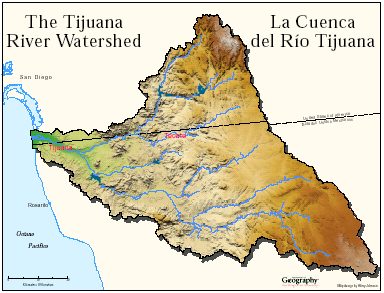 The Tijuana
River Watershed
La Cuenca
del Río Tijuana
San Diego
Tecate
Tijuana
Rosarito
Océano
Pacífico
Geography